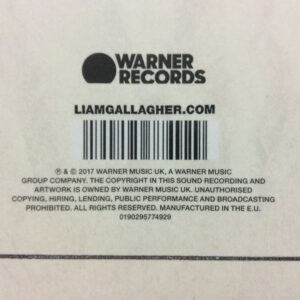 WARNER
RECORDS
LIAMGALLAGHER.COM
℗ & © 2017 WARNER MUSIC UK, A WARNER MUSIC
GROUP COMPANY. THE COPYRIGHT IN THIS SOUND RECORDING AND
ARTWORK IS OWNED BY WARNER MUSIC UK. UNAUTHORISED
COPYING, HIRING, LENDING, PUBLIC PERFORMANCE AND BROADCASTING
PROHIBITED. ALL RIGHTS RESERVED. MANUFACTURED IN THE E.U.
0190295774929